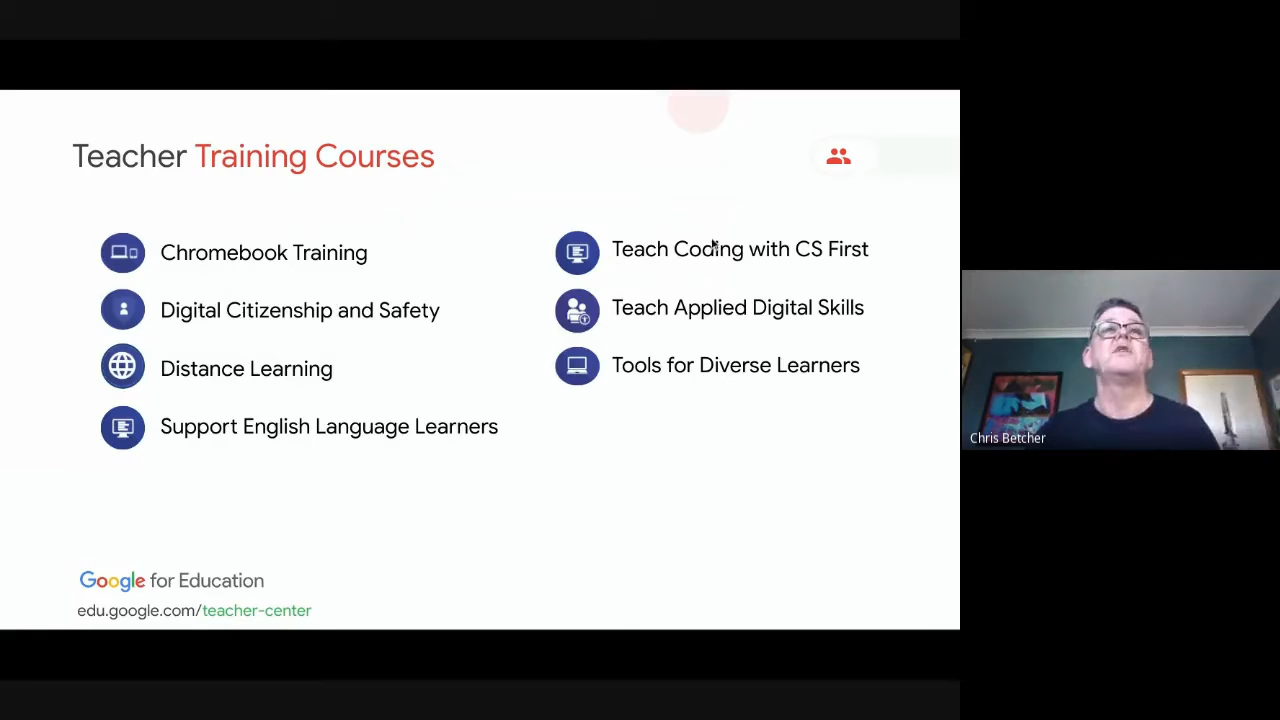 Teacher Training Courses
Chromebook Training
Digital Citizenship and Safety
Distance Learning
Support English Language Learners
Teach Coding with CS First
Teach Applied Digital Skills
Tools for Diverse Learners
Google for Education
edu.google.com/teacher-center
Chris Betcher